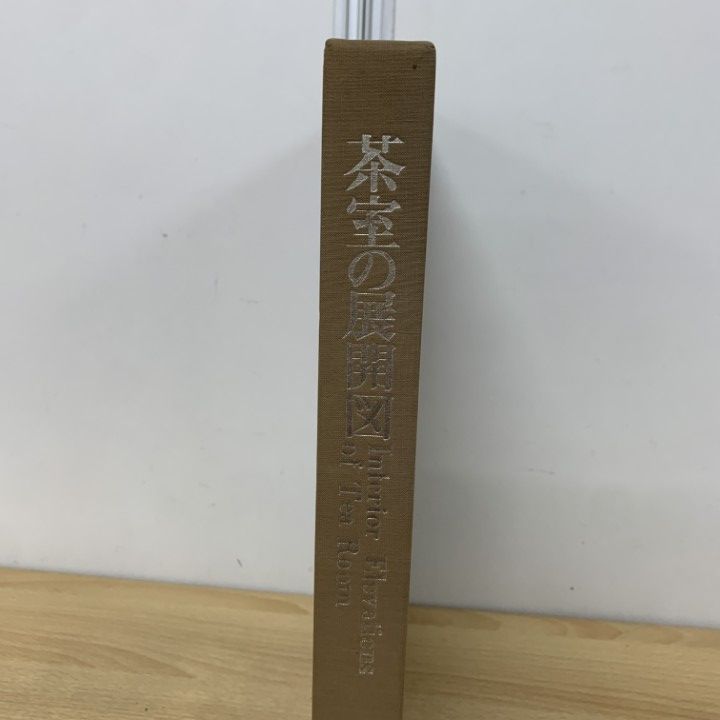 茶室の展開図
Interior Elevations
of Tea Room